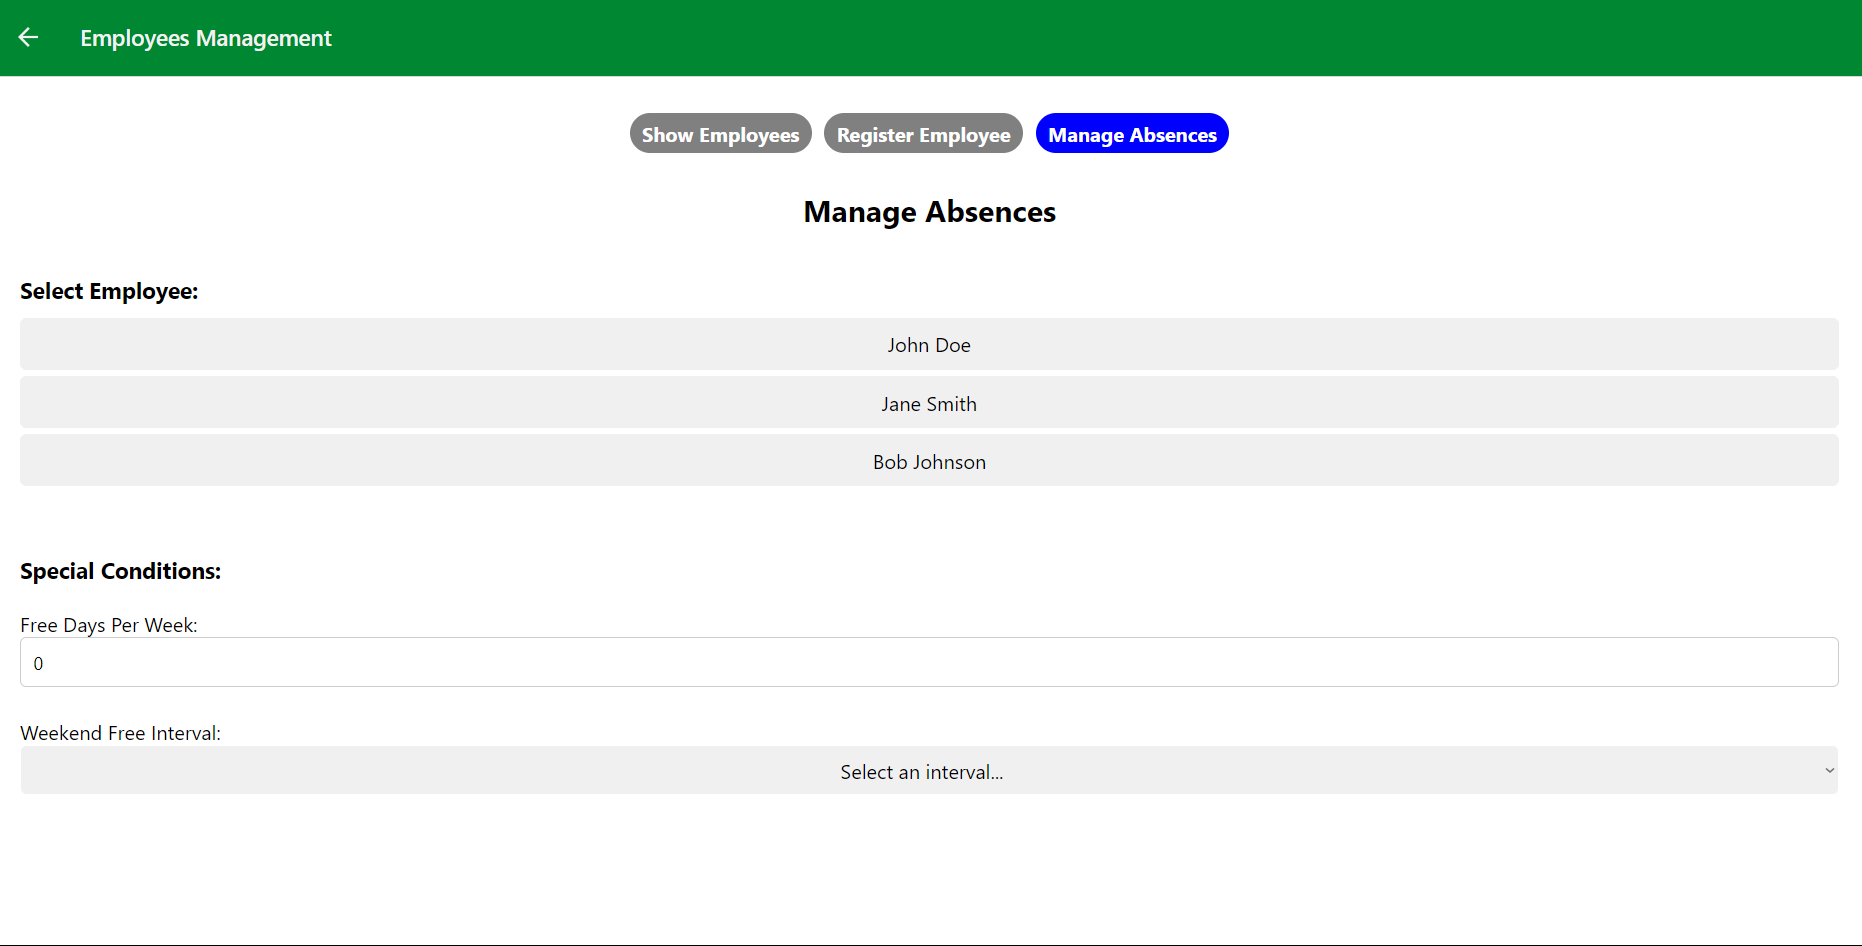 Employees Management
Show Employees Register Employee Manage Absences
Manage Absences
Select Employee:
John Doe
Jane Smith
Bob Johnson
Special Conditions:
Free Days Per Week:
0
Weekend Free Interval:
Select an interval...